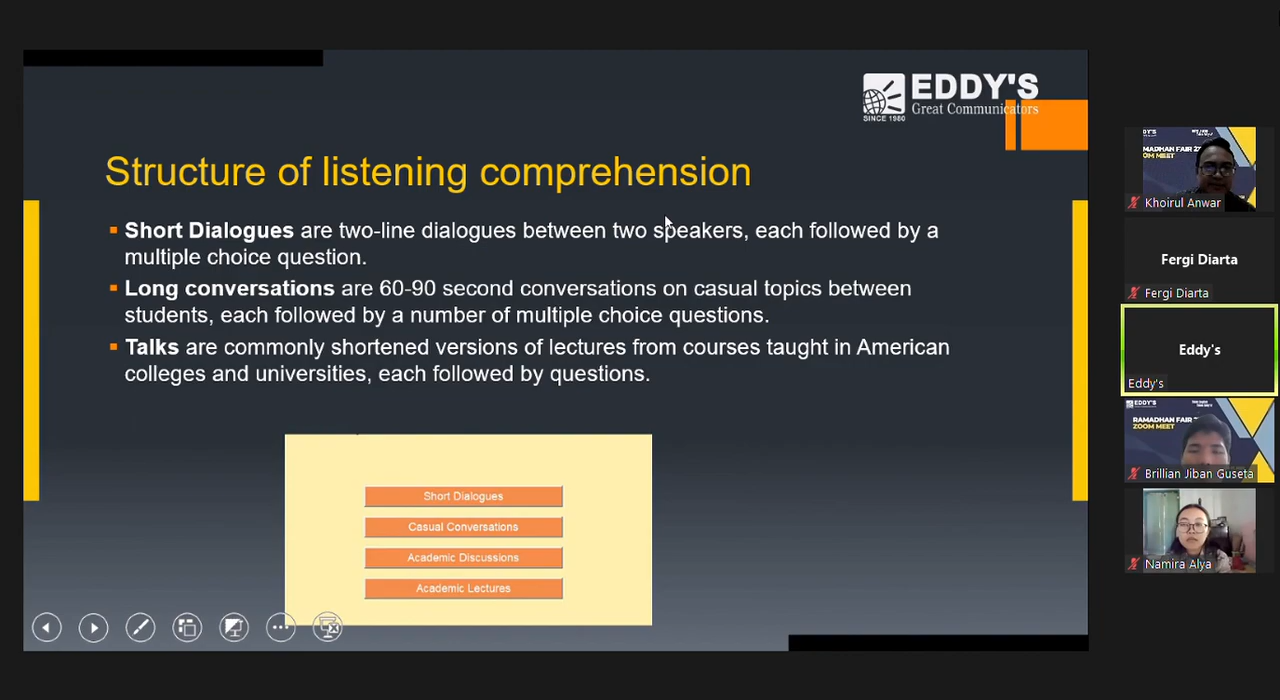 EDDY'S
Great Communicators
SINCE 1980
Structure of listening comprehension
Short Dialogues are two-line dialogues between two speakers, each followed by a
multiple choice question.
Long conversations are 60-90 second conversations on casual topics between
students, each followed by a number of multiple choice questions.
Talks are commonly shortened versions of lectures from courses taught in American
colleges and universities, each followed by questions.
Short Dialogues
Casual Conversations
Academic Discussions
Academic Lectures
ZOOM MEET
Khoirul Anwar
Fergi Diarta
Fergi Diarta
Eddy's
Eddy's
EDDY'S
RAMADHAN FAIR
ZOOM MEET
Brillian Jiban Guseta
Namira Alya